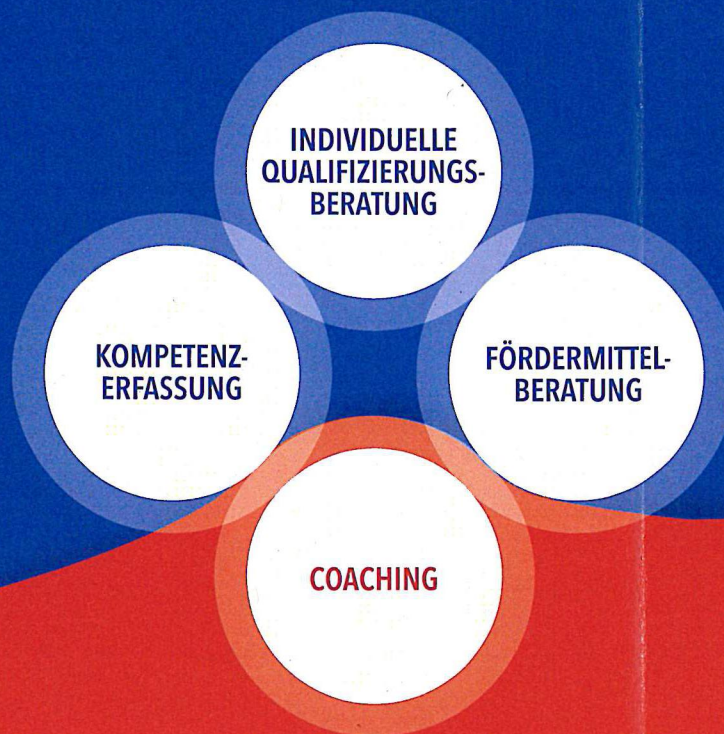 INDIVIDUELLE
QUALIFIZIERUNGS-
BERATUNG
KOMPETENZ-
ERFASSUNG
FÖRDERMITTEL-
BERATUNG
COACHING